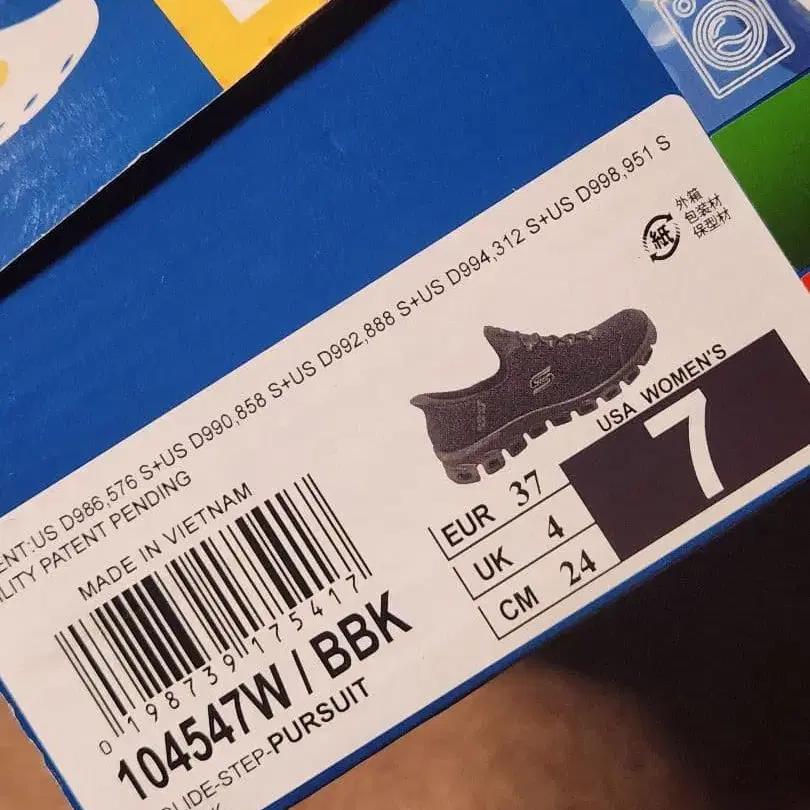 ENT:US D986,576 S+US D990,858 S+US D992,888 S+US D994,312 S+US D998,951 S
ILITY PATENT PENDING
紙
外箱
包装材
保型材
MADE IN VIETNAM
0 198739 175417
104547W / BBK
GLIDE-STEP-PURSUIT
K
USA WOMEN'S
7
EUR 37
UK 4
CM 24